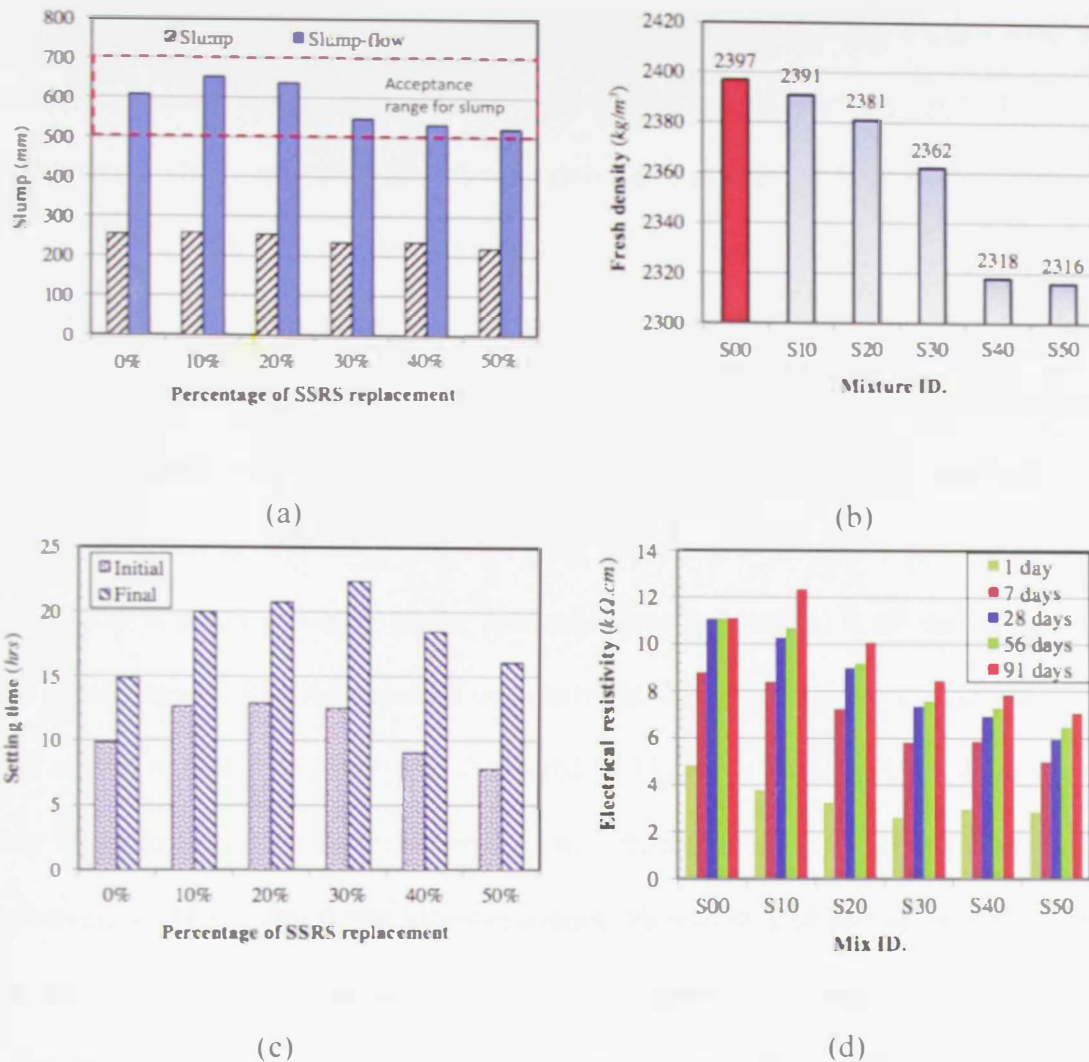 800
700
600
500
400
300
200
100
0
Slump (mm)
Slump
Slump-flow
Acceptance
range for slump
0%
10%
20%
30%
40%
50%
Percentage of SSRS replacement
(a)
2420
2400
2380
2360
2340
2320
2300
Fresh density (kg/m³)
2397
2391
2381
2362
2318
2316
S00
S10
S20
S30
S40
S50
Mixture ID.
(b)
25
20
15
10
5
0
Setting time (hrs)
Initial
Final
0%
10%
20%
30%
40%
50%
Percentage of SSRS replacement
(c)
14
12
10
8
6
4
2
0
Electrical resistivity (kΩ.cm)
1 day
7 days
28 days
56 days
91 days
S00
S10
S20
S30
S40
S50
Mix ID.
(d)